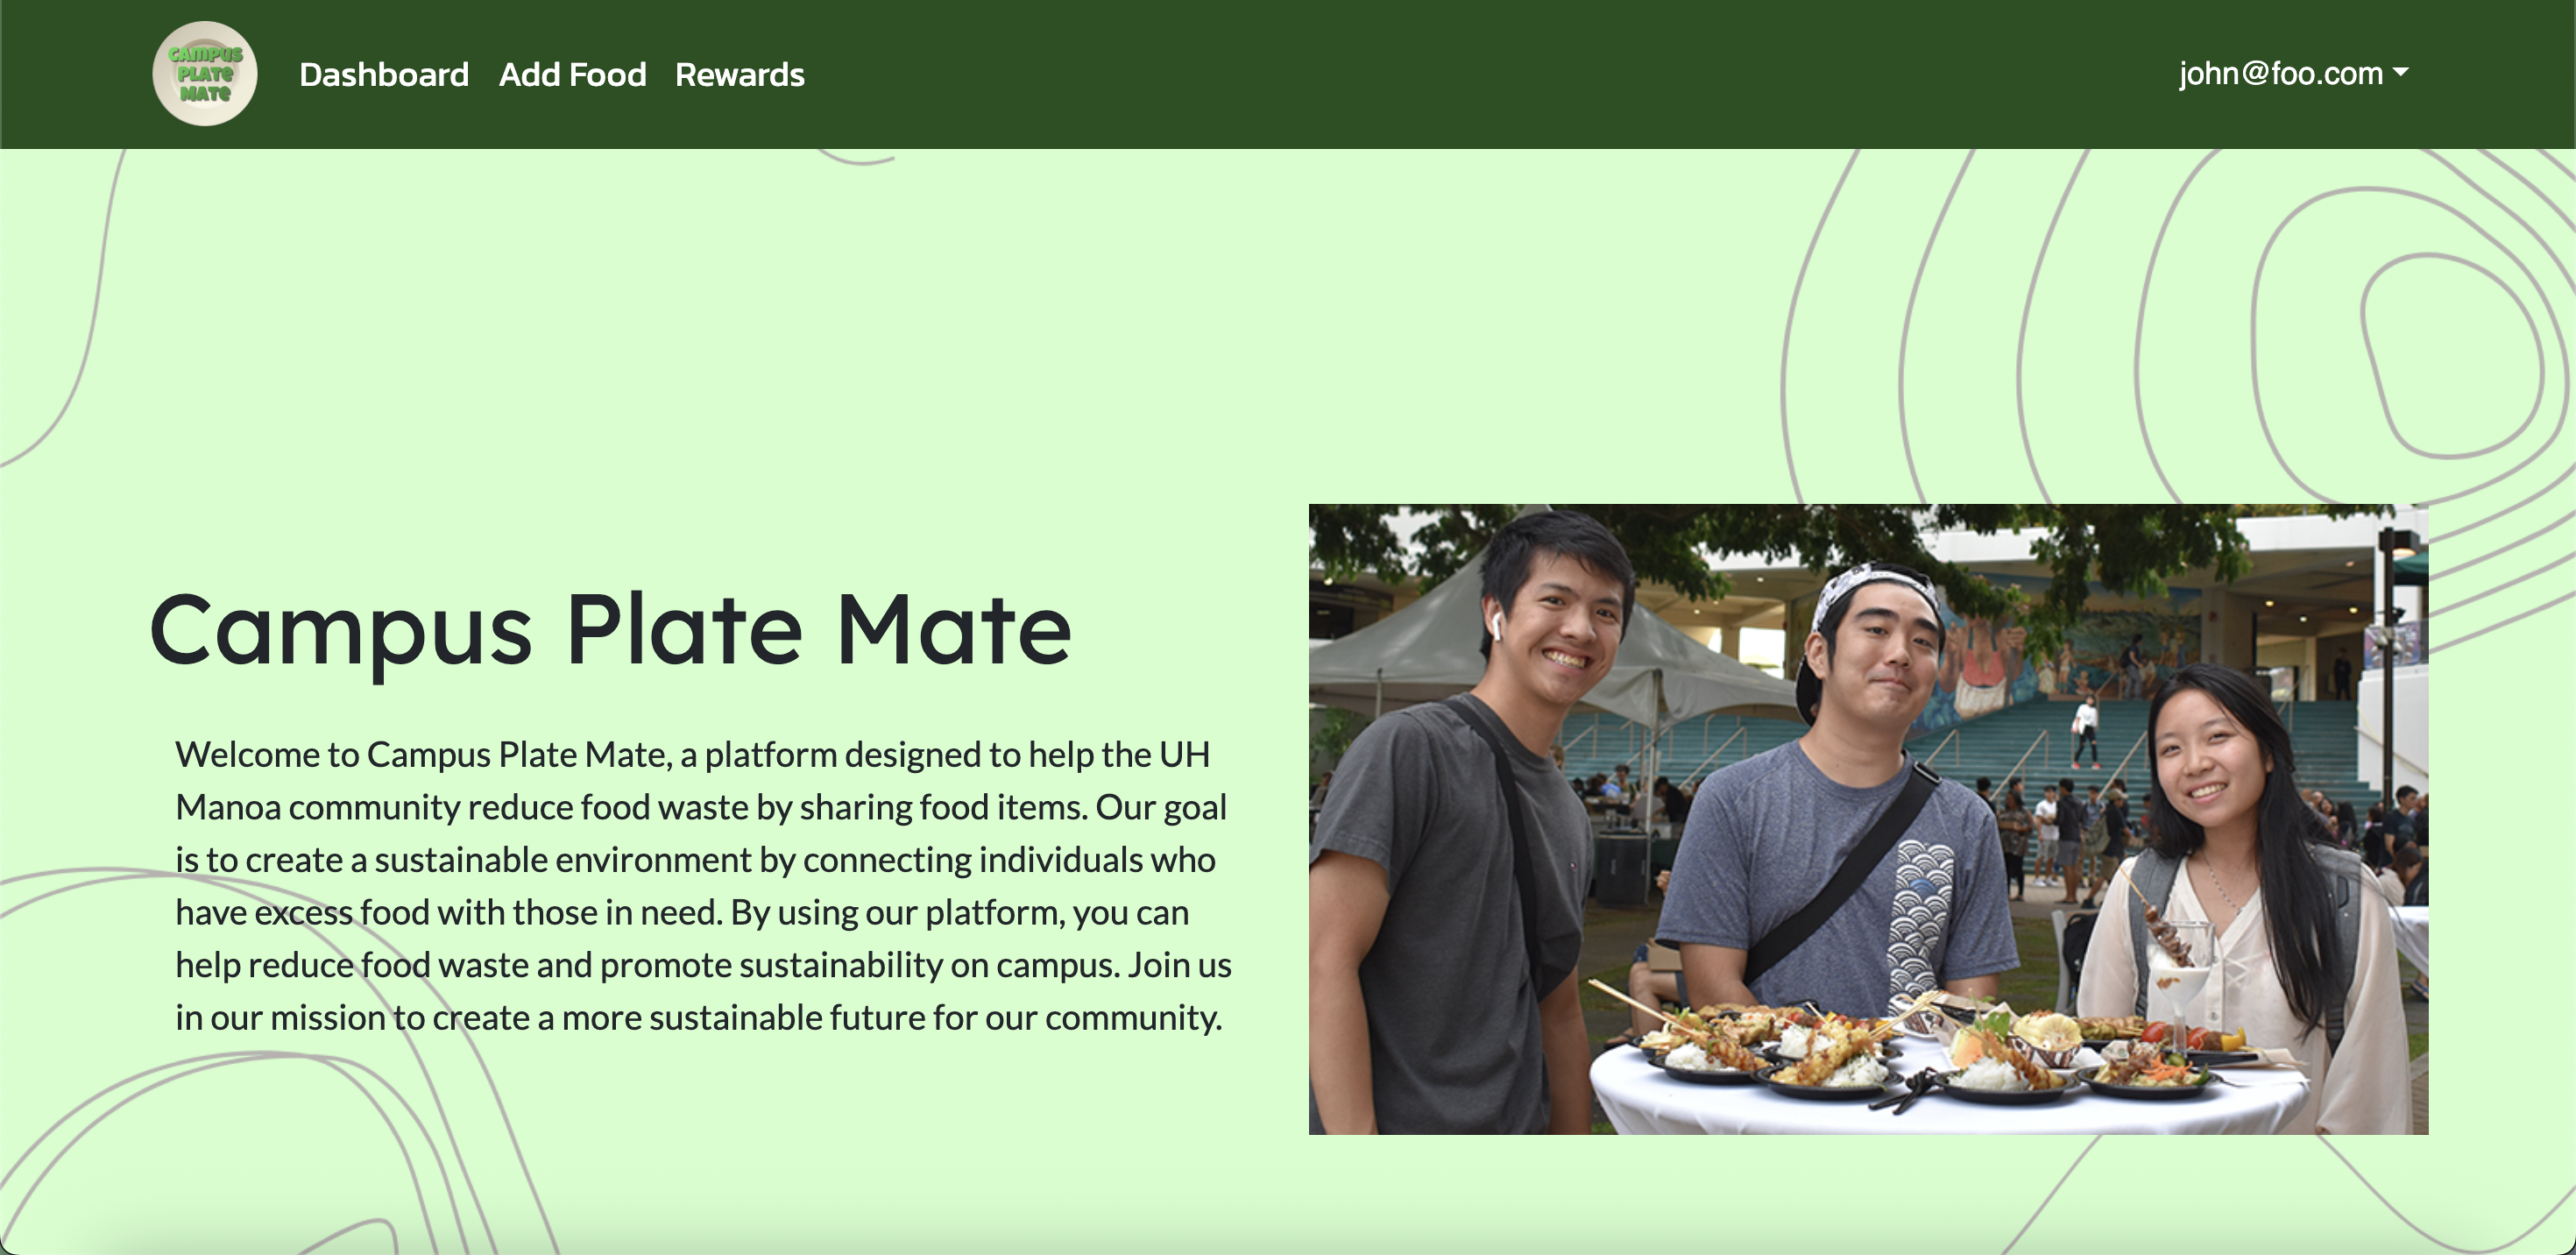 CAMPUS
PLATE
MATE
Dashboard Add Food Rewards
john@foo.com
Campus Plate Mate
Welcome to Campus Plate Mate, a platform designed to help the UH
Manoa community reduce food waste by sharing food items. Our goal
is to create a sustainable environment by connecting individuals who
have excess food with those in need. By using our platform, you can
help reduce food waste and promote sustainability on campus. Join us
in our mission to create a more sustainable future for our community.